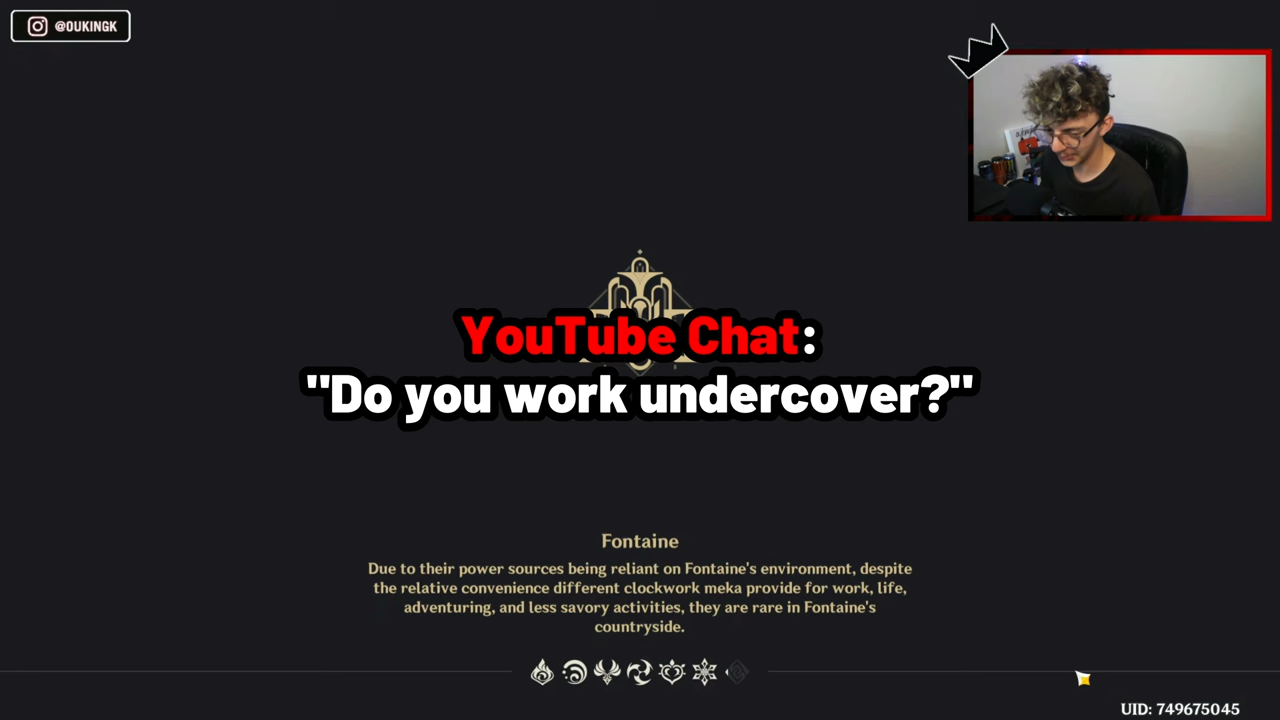 @OUKINGK
YouTube Chat:
"Do you work undercover?"
Fontaine
Due to their power sources being reliant on Fontaine's environment, despite
the relative convenience different clockwork meka provide for work, life,
adventuring, and less savory activities, they are rare in Fontaine's
countryside.
UID: 749675045